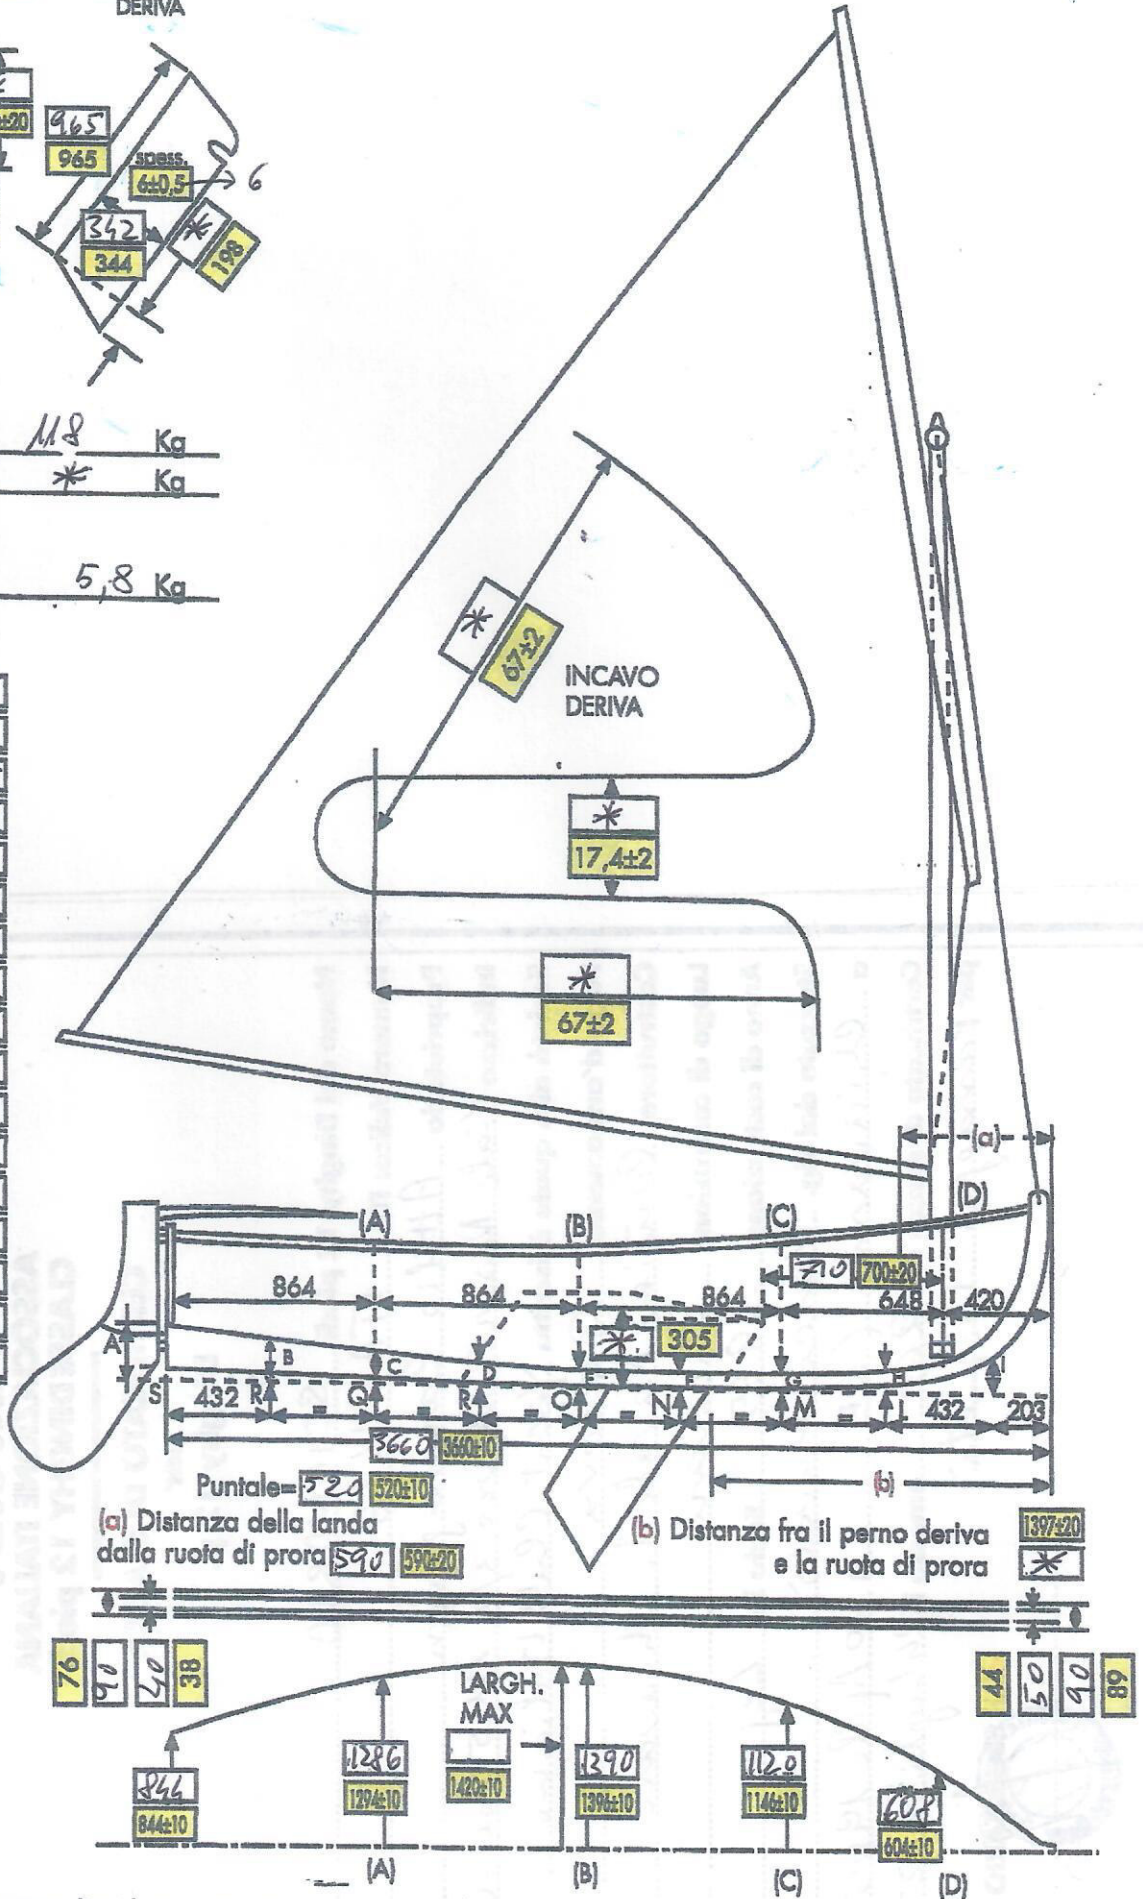 DERIVA
±20
965
965
spess.
6±0,5 → 6
342
344
*
198
118 Kg
* Kg
5,8 Kg
*
67±2
INCAVO
DERIVA
*
17,4±2
*
67±2
(a)
(A) (B) (C) (D)
710 700±20
864 864 864 648 420
* 305
A B C D E F G H I
S R Q R O N M L
432 = = = = = = 432 203
3660 3660±10
Puntale= 520 520±10
(b)
(a) Distanza della landa
dalla ruota di prora 590 590±20
(b) Distanza fra il perno deriva
e la ruota di prora
1397±20
*
76 90 40 38
44 50 90 89
LARGH.
MAX
1420±10
844
844±10
1286
1294±10
1390
1396±10
1120
1146±10
608
604±10
(A) (B) (C) (D)